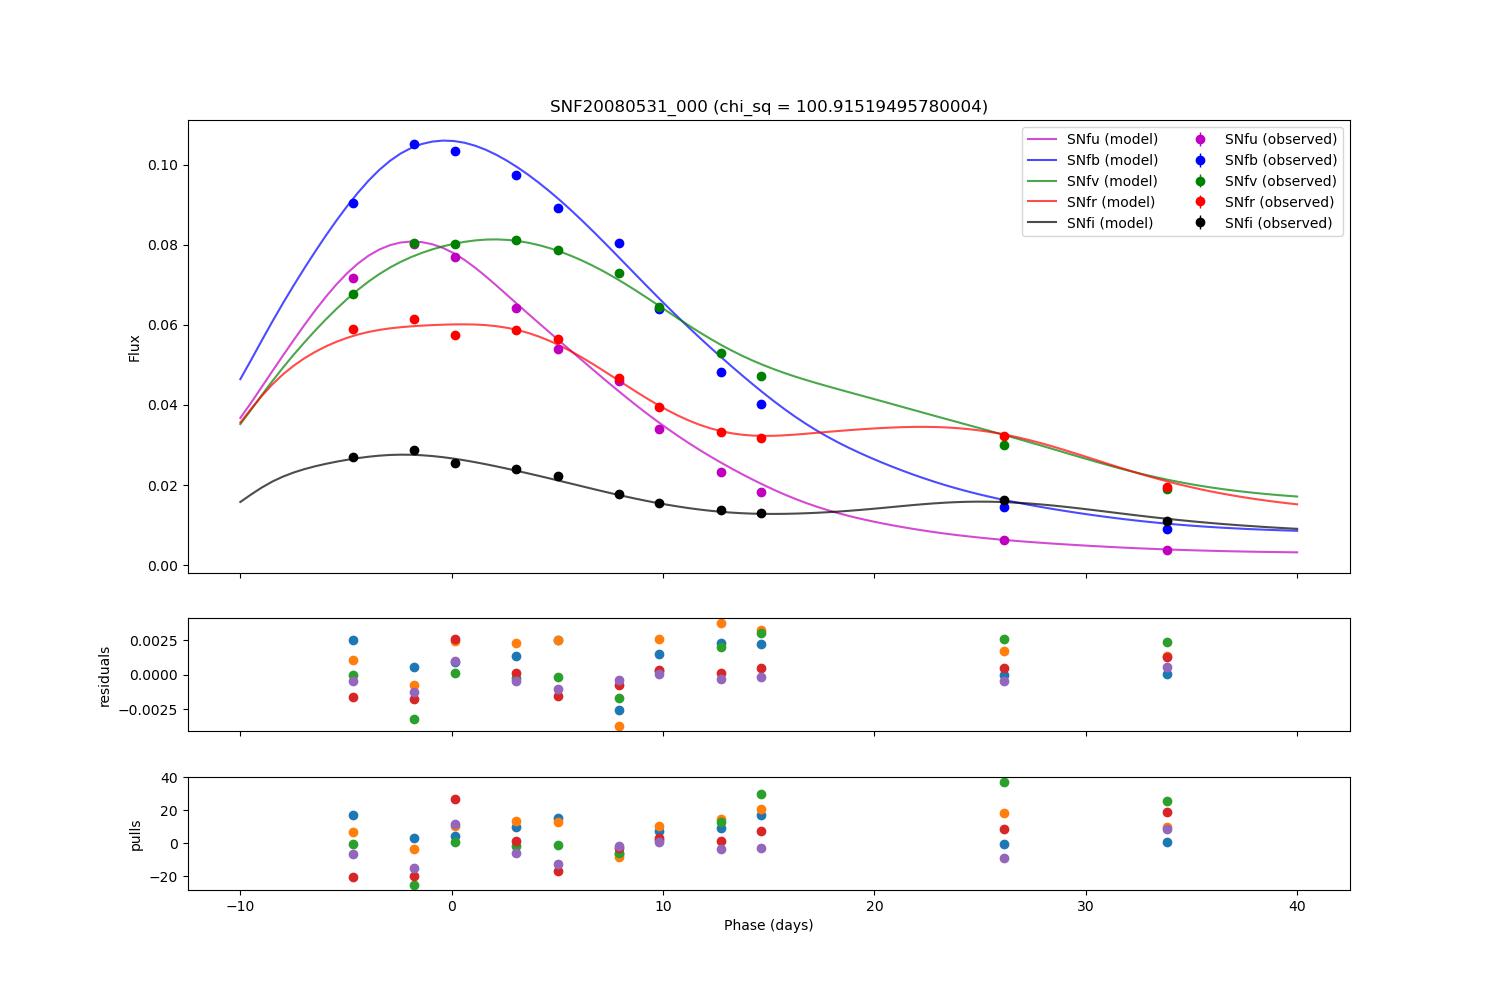 SNF20080531_000 (chi_sq = 100.91519495780004)
Flux
0.10
0.08
0.06
0.04
0.02
0.00
SNfu (model)
SNfb (model)
SNfv (model)
SNfr (model)
SNfi (model)
SNfu (observed)
SNfb (observed)
SNfv (observed)
SNfr (observed)
SNfi (observed)
residuals
0.0025
0.0000
−0.0025
pulls
40
20
0
−20
−10
0
10
20
30
40
Phase (days)